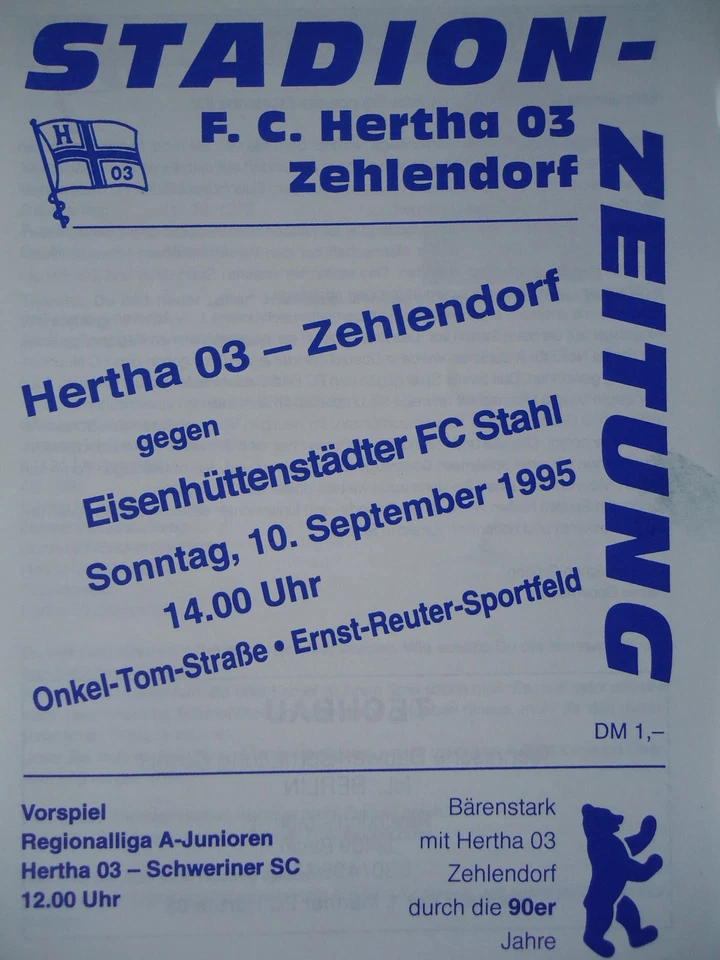 STADION-
ZEITUNG
F. C. Hertha 03
Zehlendorf
H
03
Hertha 03 – Zehlendorf
gegen
Eisenhüttenstädter FC Stahl
Sonntag, 10. September 1995
14.00 Uhr
Onkel-Tom-Straße • Ernst-Reuter-Sportfeld
DM 1,–
Vorspiel
Regionalliga A-Junioren
Hertha 03 – Schweriner SC
12.00 Uhr
Bärenstark
mit Hertha 03
Zehlendorf
durch die 90er
Jahre